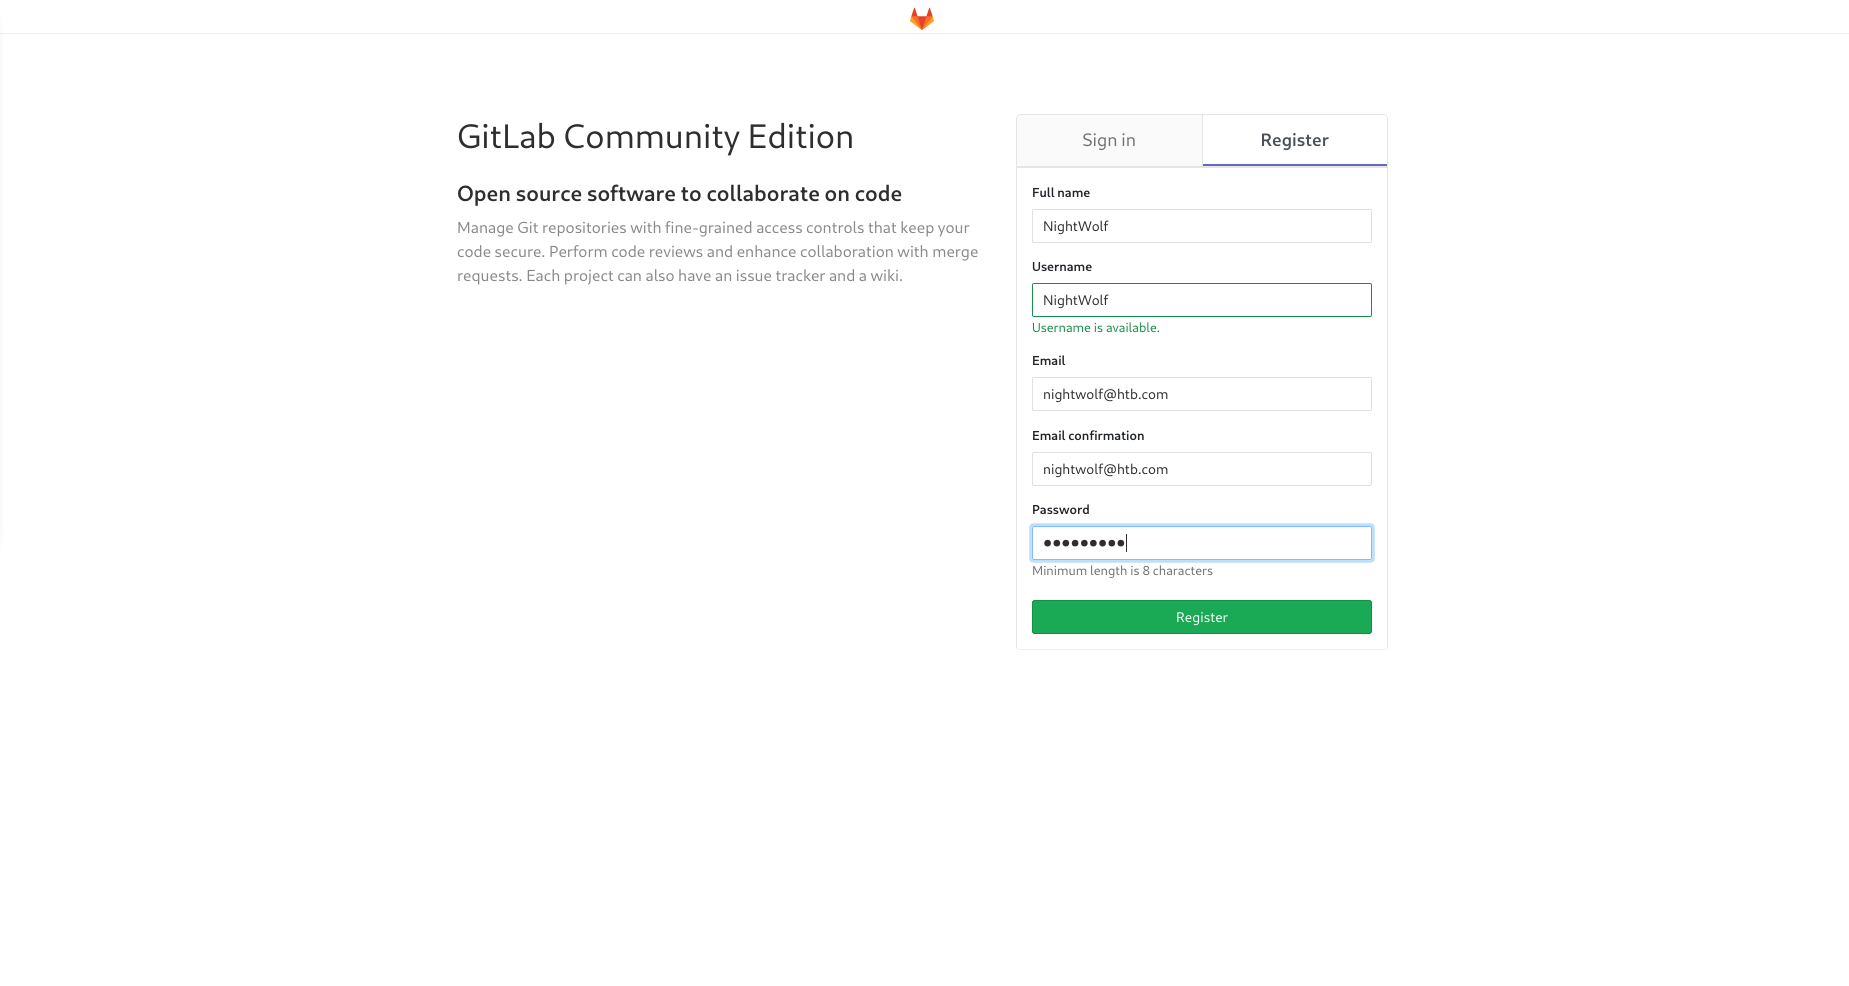 GitLab Community Edition
Open source software to collaborate on code
Manage Git repositories with fine-grained access controls that keep your
code secure. Perform code reviews and enhance collaboration with merge
requests. Each project can also have an issue tracker and a wiki.
Sign in
Register
Full name
NightWolf
Username
NightWolf
Username is available.
Email
nightwolf@htb.com
Email confirmation
nightwolf@htb.com
Password
•••••••••
Minimum length is 8 characters
Register